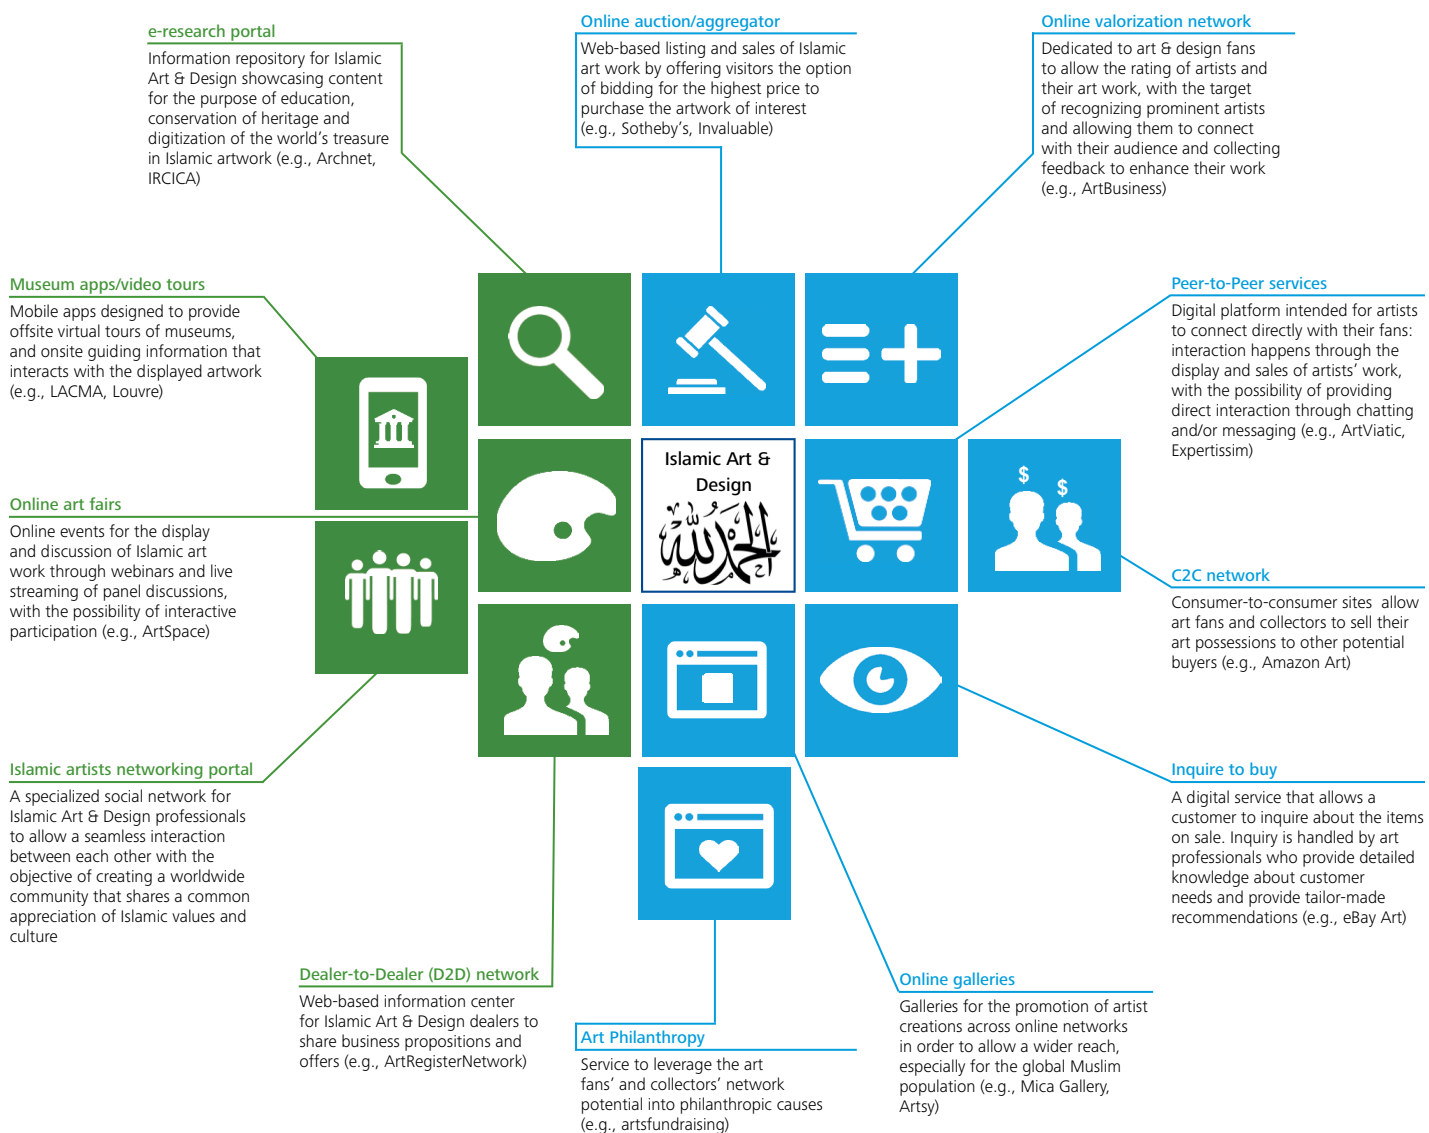 e-research portal
Information repository for Islamic
Art & Design showcasing content
for the purpose of education,
conservation of heritage and
digitization of the world's treasure
in Islamic artwork (e.g., Archnet,
IRCICA)
Online auction/aggregator
Web-based listing and sales of Islamic
art work by offering visitors the option
of bidding for the highest price to
purchase the artwork of interest
(e.g., Sotheby's, Invaluable)
Online valorization network
Dedicated to art & design fans
to allow the rating of artists and
their art work, with the target
of recognizing prominent artists
and allowing them to connect
with their audience and collecting
feedback to enhance their work
(e.g., ArtBusiness)
Museum apps/video tours
Mobile apps designed to provide
offsite virtual tours of museums,
and onsite guiding information that
interacts with the displayed artwork
(e.g., LACMA, Louvre)
Peer-to-Peer services
Digital platform intended for artists
to connect directly with their fans:
interaction happens through the
display and sales of artists' work,
with the possibility of providing
direct interaction through chatting
and/or messaging (e.g., ArtViatic,
Expertissim)
Islamic Art &
Design
الحمد لله
$
$
Online art fairs
Online events for the display
and discussion of Islamic art
work through webinars and live
streaming of panel discussions,
with the possibility of interactive
participation (e.g., ArtSpace)
C2C network
Consumer-to-consumer sites allow
art fans and collectors to sell their
art possessions to other potential
buyers (e.g., Amazon Art)
Islamic artists networking portal
A specialized social network for
Islamic Art & Design professionals
to allow a seamless interaction
between each other with the
objective of creating a worldwide
community that shares a common
appreciation of Islamic values and
culture
Inquire to buy
A digital service that allows a
customer to inquire about the items
on sale. Inquiry is handled by art
professionals who provide detailed
knowledge about customer
needs and provide tailor-made
recommendations (e.g., eBay Art)
Dealer-to-Dealer (D2D) network
Web-based information center
for Islamic Art & Design dealers to
share business propositions and
offers (e.g., ArtRegisterNetwork)
Art Philanthropy
Service to leverage the art
fans' and collectors' network
potential into philanthropic causes
(e.g., artsfundraising)
Online galleries
Galleries for the promotion of artist
creations across online networks
in order to allow a wider reach,
especially for the global Muslim
population (e.g., Mica Gallery,
Artsy)